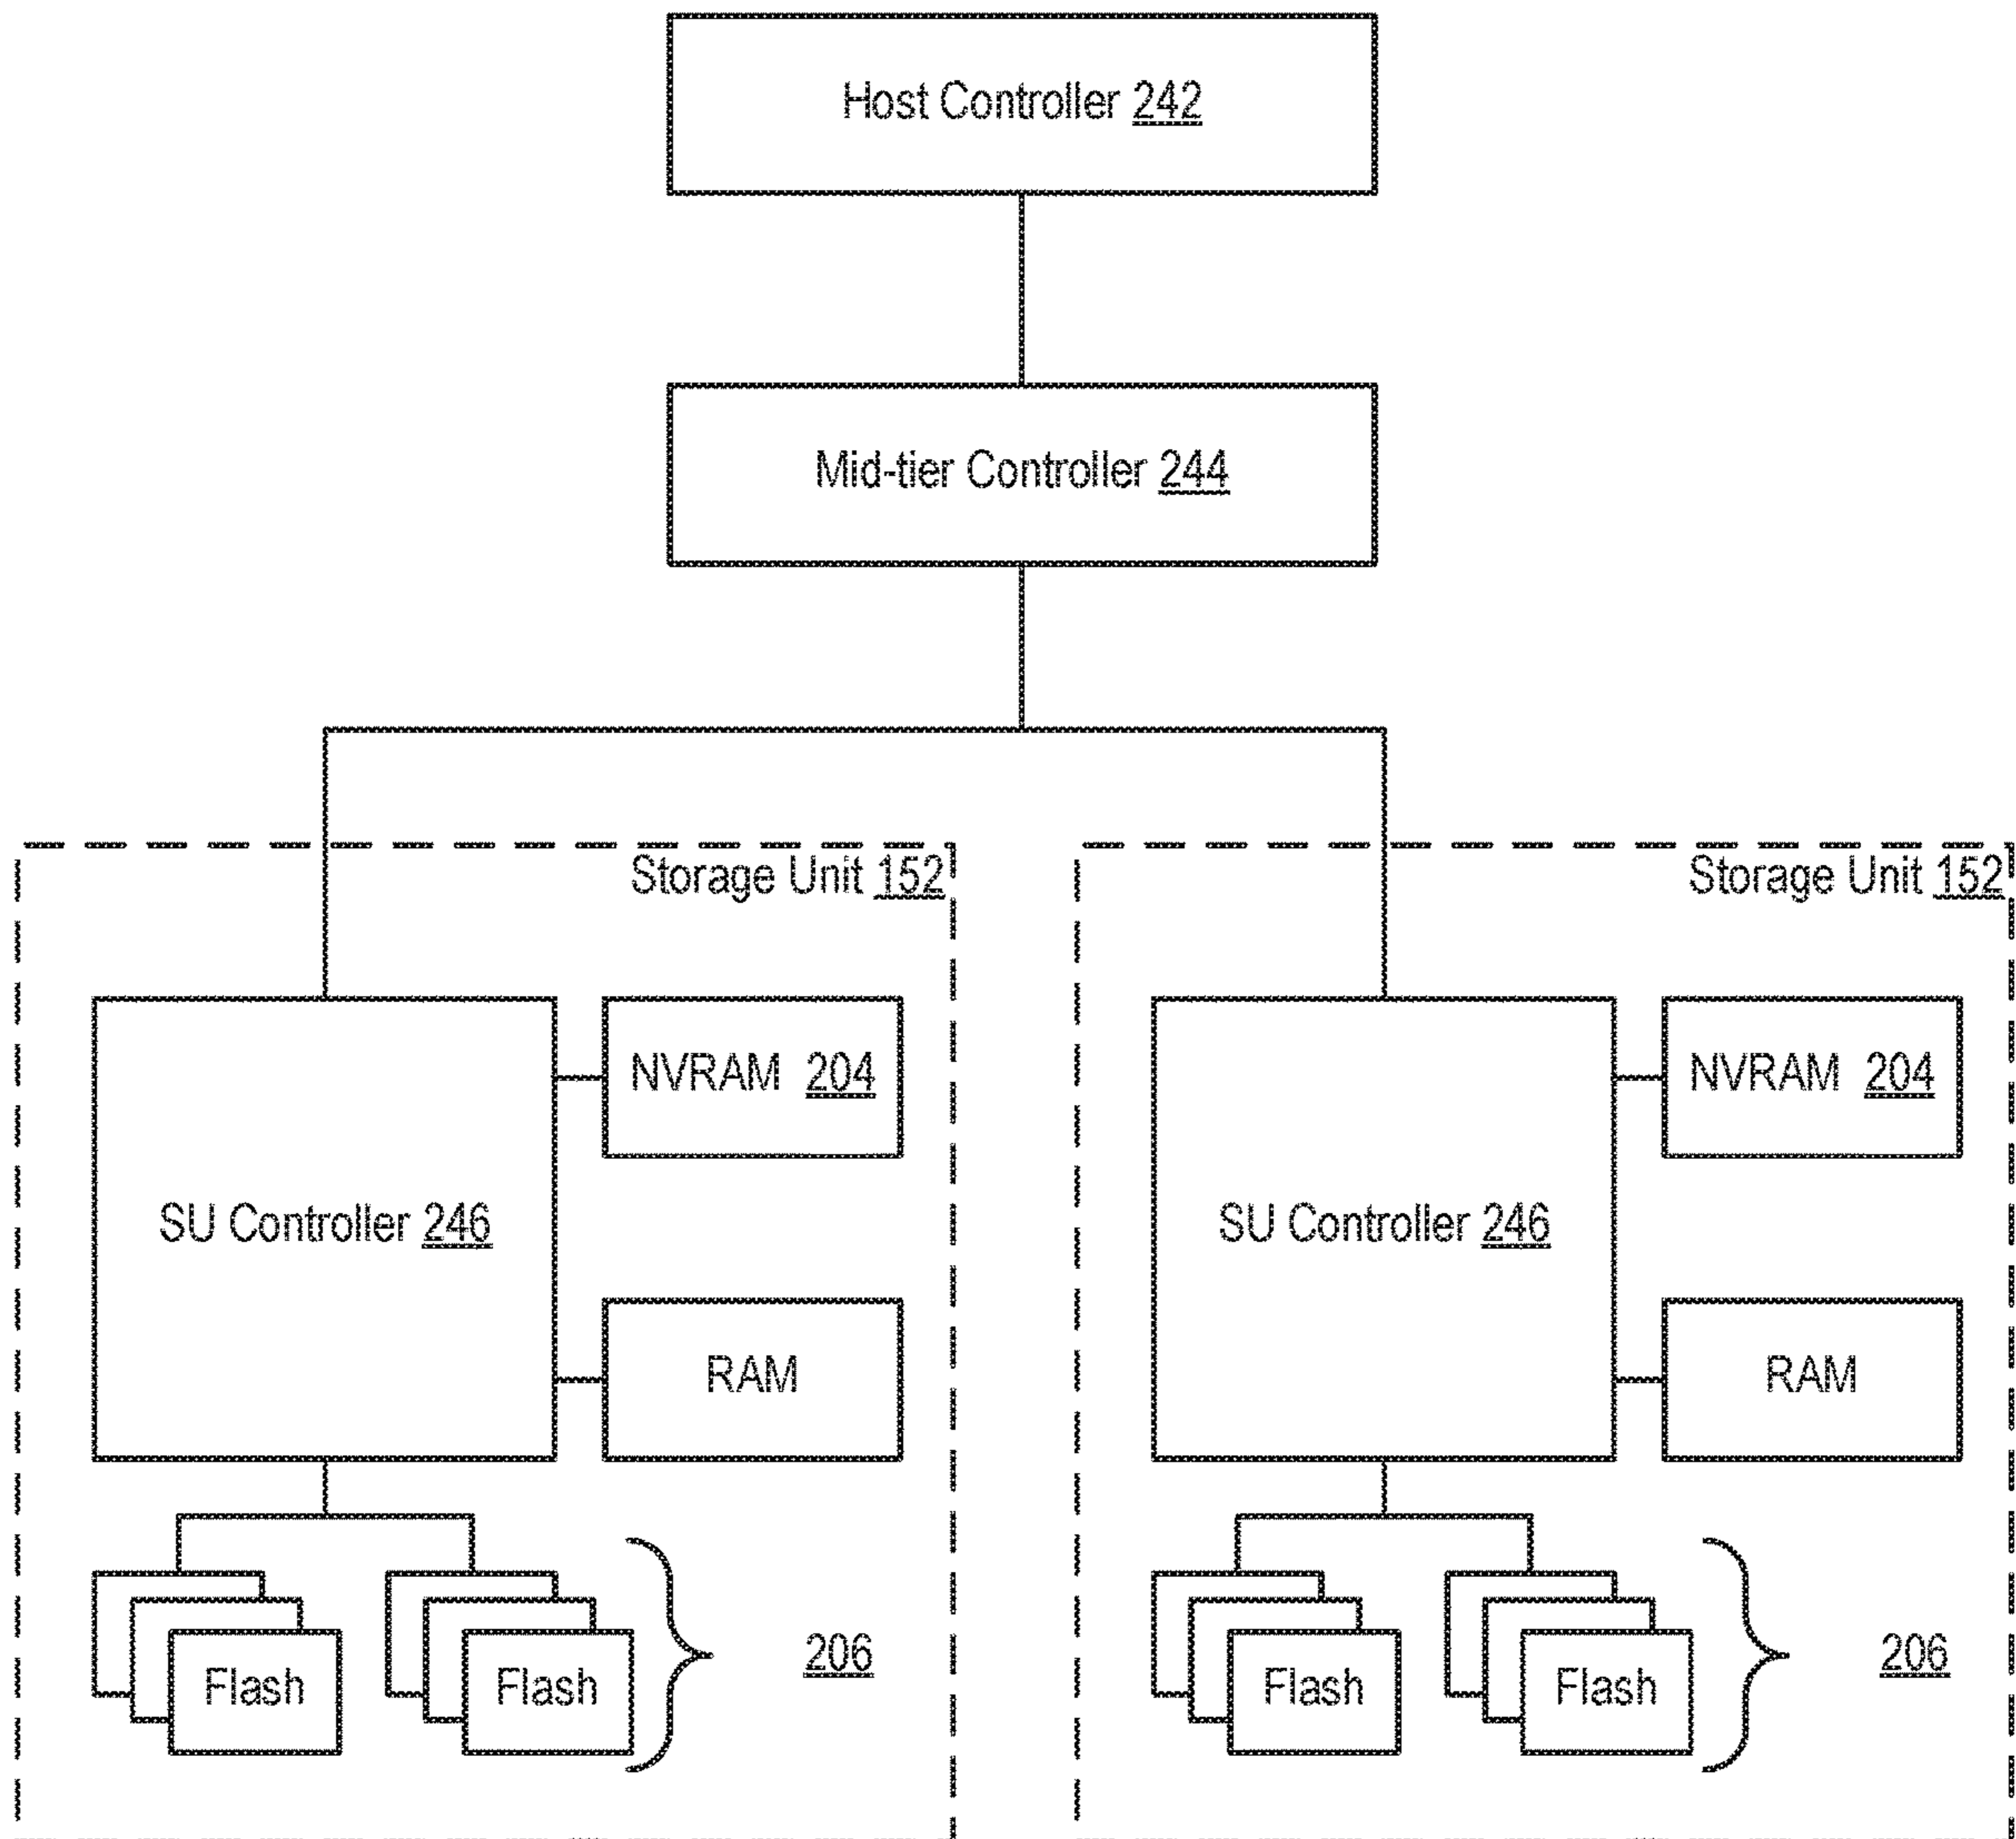 Host Controller 242
Mid-tier Controller 244
Storage Unit 152
Storage Unit 152
NVRAM 204
NVRAM 204
SU Controller 246
SU Controller 246
RAM
RAM
206
206
Flash
Flash
Flash
Flash